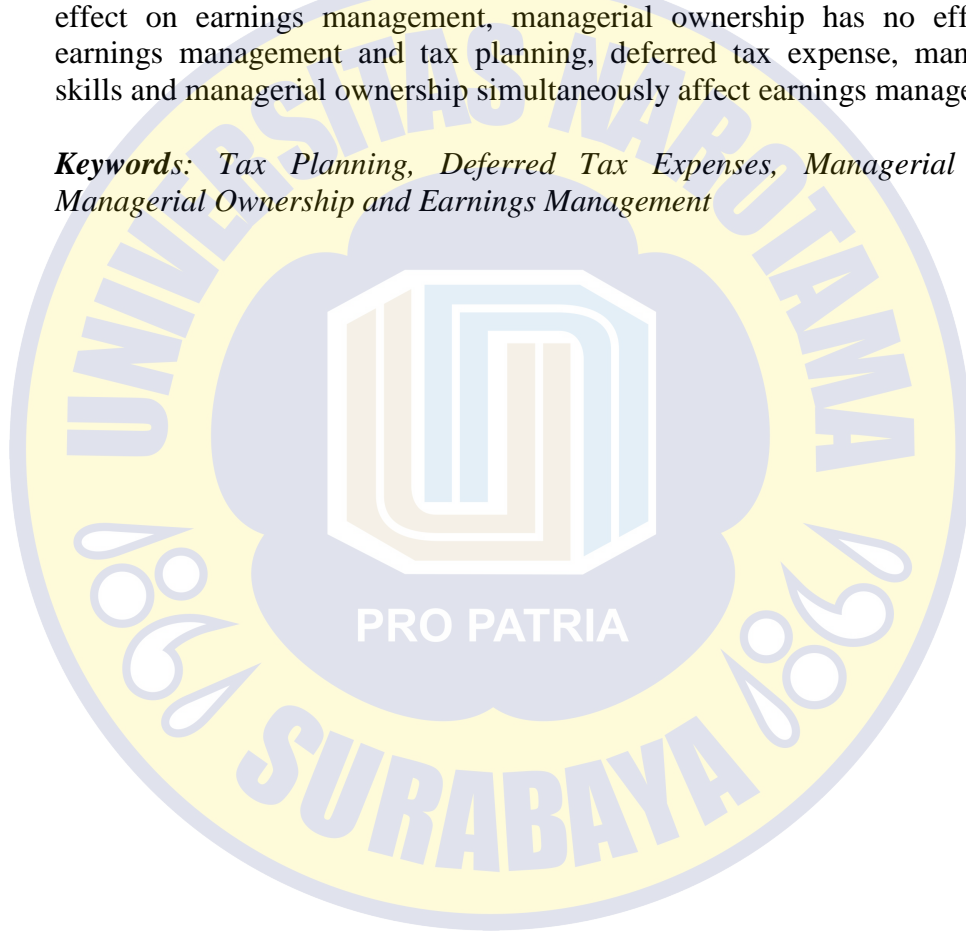 effect on earnings management, managerial ownership has no eff
earnings management and tax planning, deferred tax expense, man
skills and managerial ownership simultaneously affect earnings manage
Keywords: Tax Planning, Deferred Tax Expenses, Managerial
Managerial Ownership and Earnings Management
UNIVERSITAS NAROTAMA
PRO PATRIA
SURABAYA